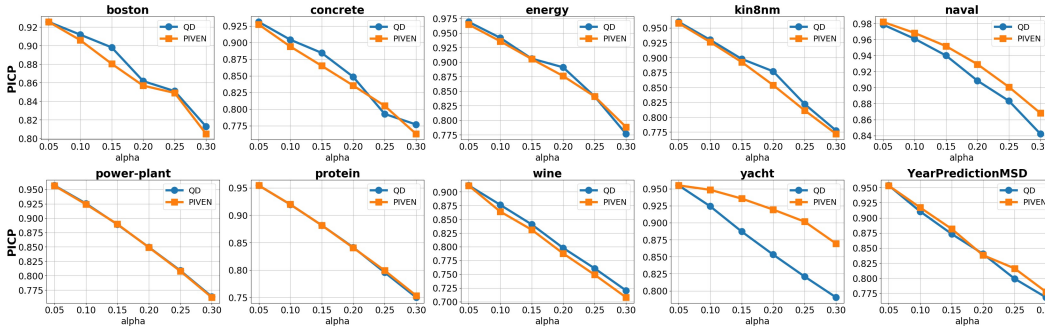 boston
concrete
energy
kin8nm
naval
PICP
0.92
0.90
0.88
0.86
0.84
0.82
0.80
QD
PIVEN
0.05 0.10 0.15 0.20 0.25 0.30
alpha
0.925
0.900
0.875
0.850
0.825
0.800
0.775
QD
PIVEN
0.05 0.10 0.15 0.20 0.25 0.30
alpha
0.975
0.950
0.925
0.900
0.875
0.850
0.825
0.800
0.775
QD
PIVEN
0.05 0.10 0.15 0.20 0.25 0.30
alpha
0.950
0.925
0.900
0.875
0.850
0.825
0.800
0.775
QD
PIVEN
0.05 0.10 0.15 0.20 0.25 0.30
alpha
0.98
0.96
0.94
0.92
0.90
0.88
0.86
0.84
QD
PIVEN
0.05 0.10 0.15 0.20 0.25 0.30
alpha
power-plant
protein
wine
yacht
YearPredictionMSD
PICP
0.950
0.925
0.900
0.875
0.850
0.825
0.800
0.775
QD
PIVEN
0.05 0.10 0.15 0.20 0.25 0.30
alpha
0.95
0.90
0.85
0.80
0.75
QD
PIVEN
0.05 0.10 0.15 0.20 0.25 0.30
alpha
0.900
0.875
0.850
0.825
0.800
0.775
0.750
0.725
0.700
QD
PIVEN
0.05 0.10 0.15 0.20 0.25 0.30
alpha
0.950
0.925
0.900
0.875
0.850
0.825
0.800
QD
PIVEN
0.05 0.10 0.15 0.20 0.25 0.30
alpha
0.950
0.925
0.900
0.875
0.850
0.825
0.800
0.775
QD
PIVEN
0.05 0.10 0.15 0.20 0.25 0.3
alpha